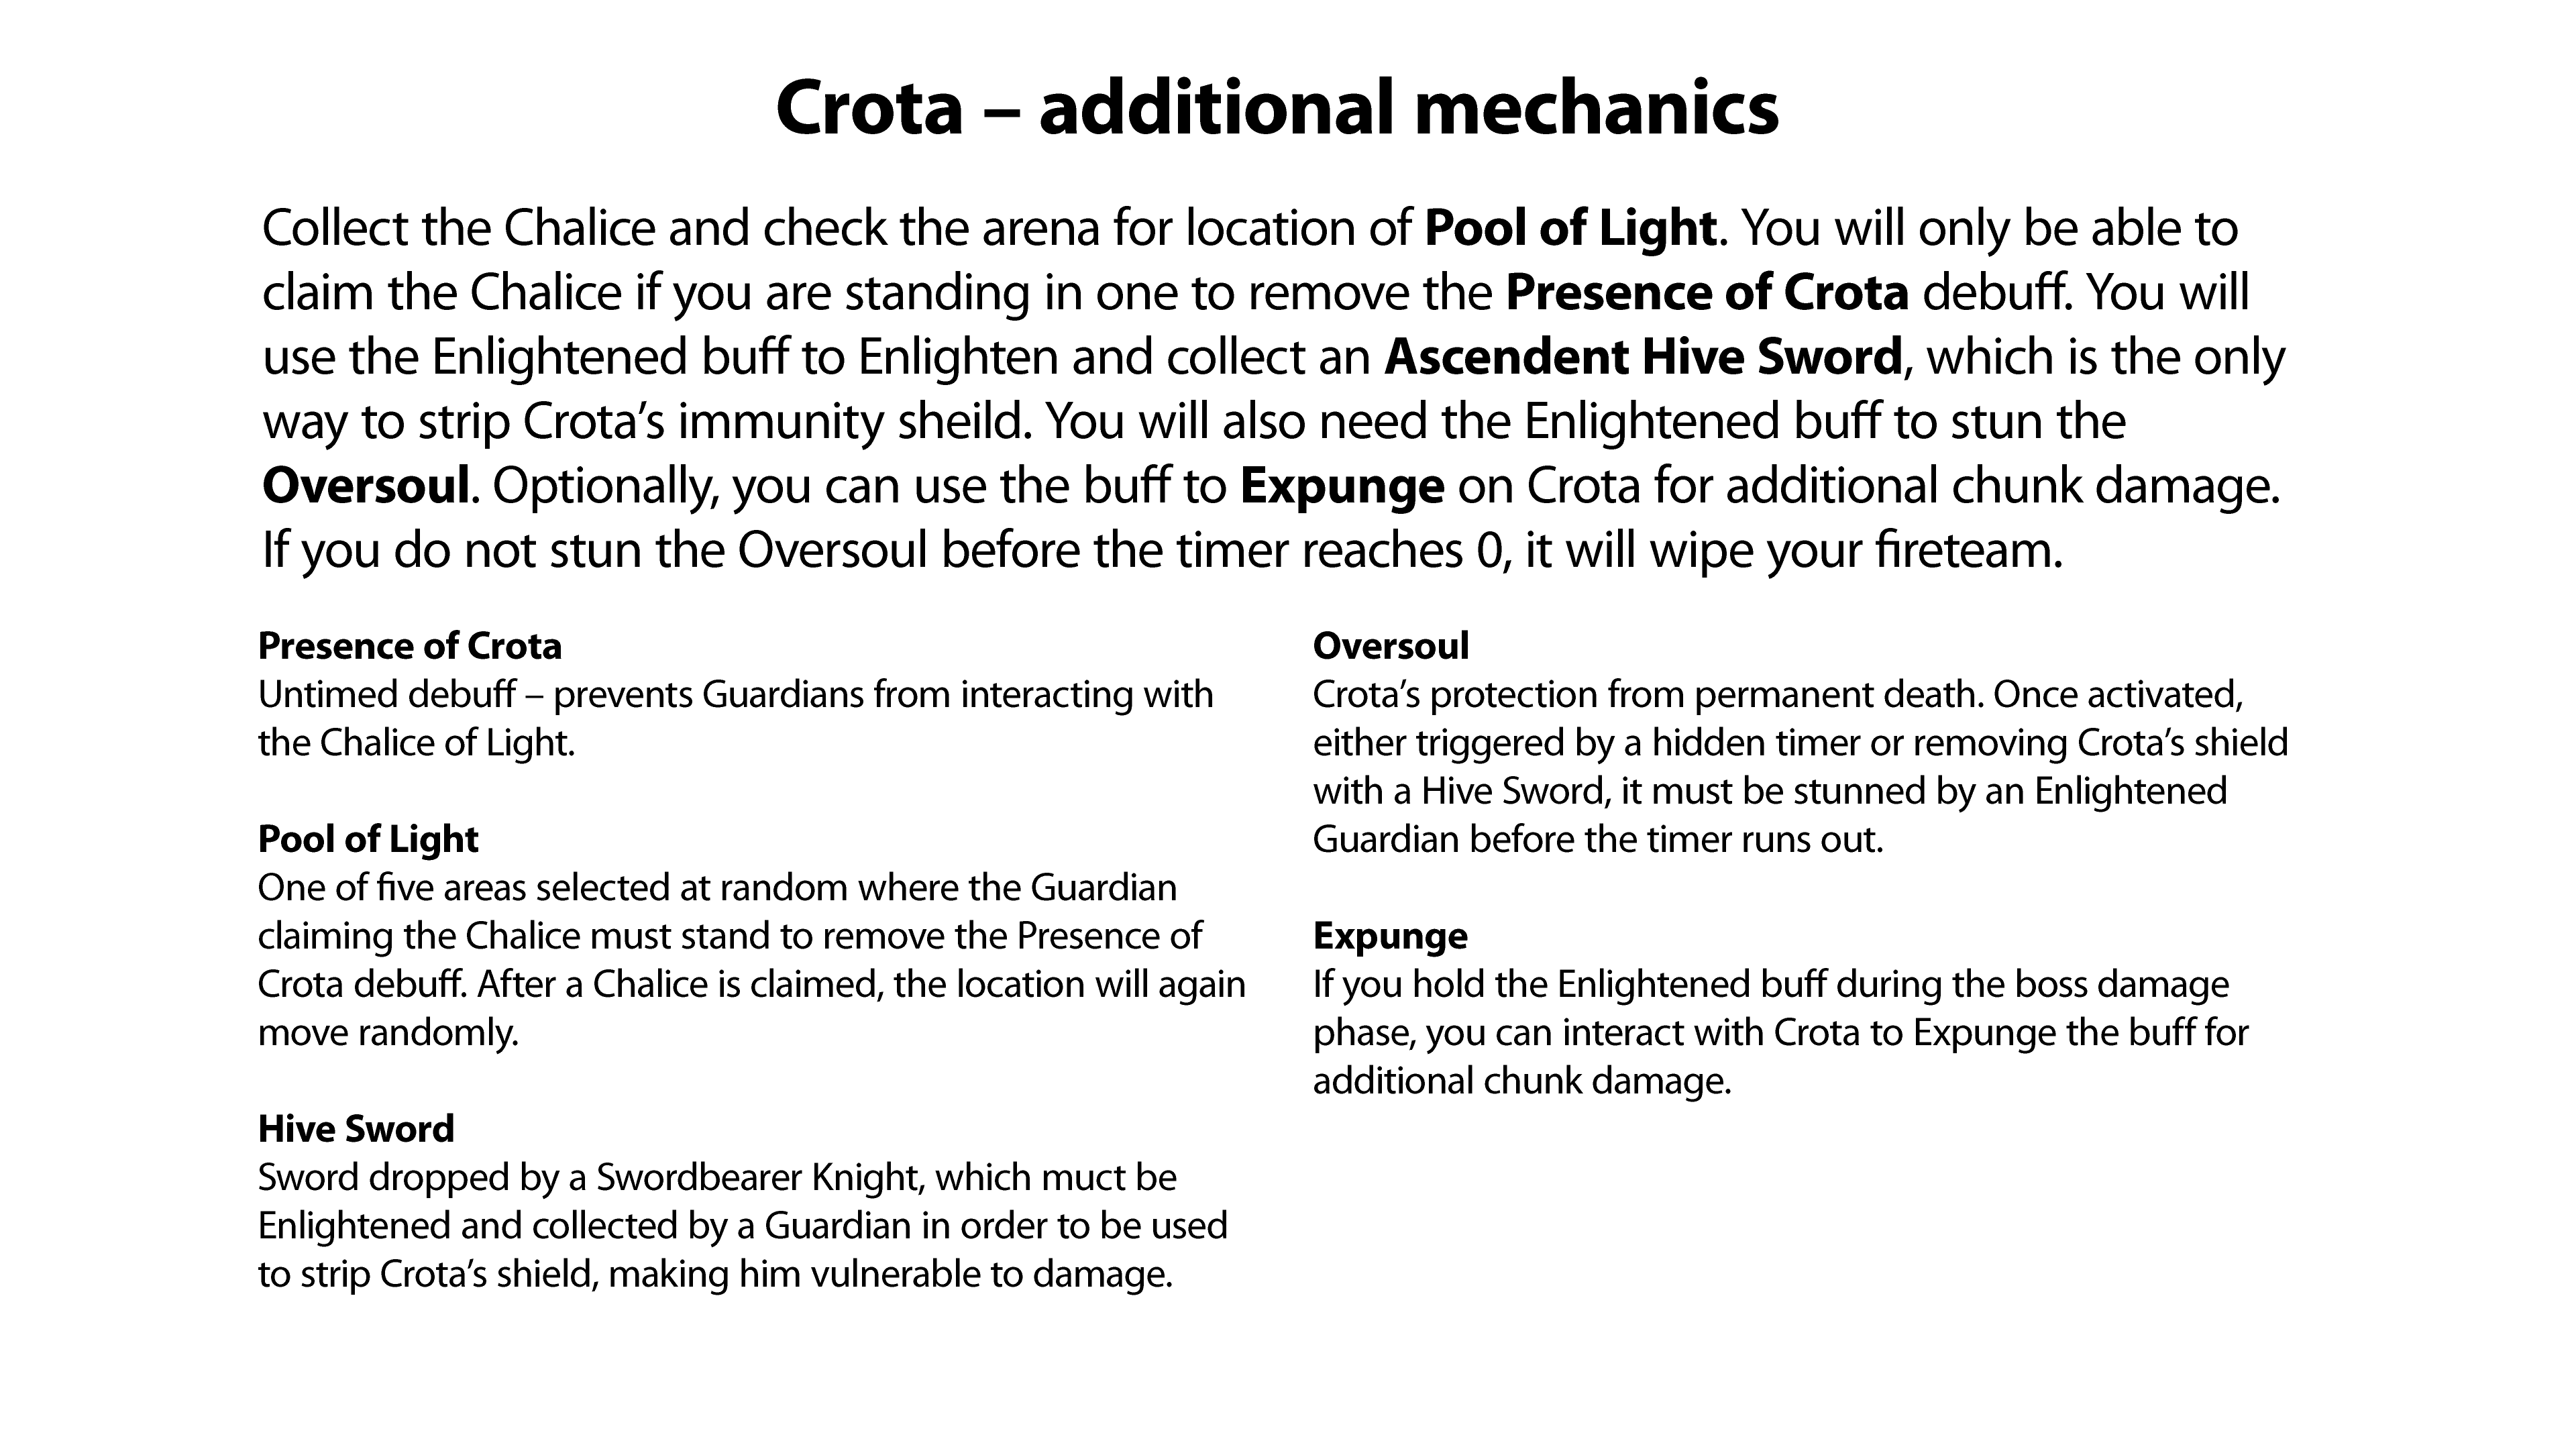 Crota – additional mechanics
Collect the Chalice and check the arena for location of Pool of Light. You will only be able to
claim the Chalice if you are standing in one to remove the Presence of Crota debuff. You will
use the Enlightened buff to Enlighten and collect an Ascendent Hive Sword, which is the only
way to strip Crota’s immunity sheild. You will also need the Enlightened buff to stun the
Oversoul. Optionally, you can use the buff to Expunge on Crota for additional chunk damage.
If you do not stun the Oversoul before the timer reaches 0, it will wipe your fireteam.
Presence of Crota
Untimed debuff – prevents Guardians from interacting with
the Chalice of Light.
Pool of Light
One of five areas selected at random where the Guardian
claiming the Chalice must stand to remove the Presence of
Crota debuff. After a Chalice is claimed, the location will again
move randomly.
Hive Sword
Sword dropped by a Swordbearer Knight, which muct be
Enlightened and collected by a Guardian in order to be used
to strip Crota’s shield, making him vulnerable to damage.
Oversoul
Crota’s protection from permanent death. Once activated,
either triggered by a hidden timer or removing Crota’s shield
with a Hive Sword, it must be stunned by an Enlightened
Guardian before the timer runs out.
Expunge
If you hold the Enlightened buff during the boss damage
phase, you can interact with Crota to Expunge the buff for
additional chunk damage.